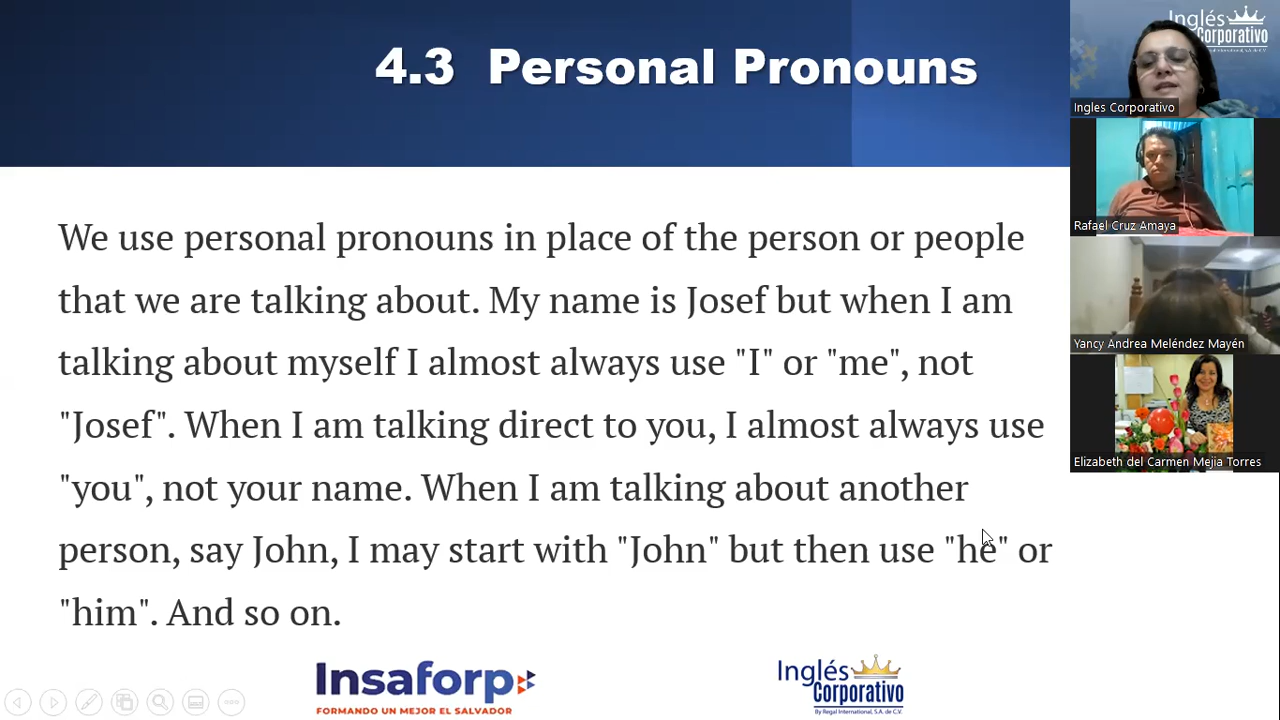 4.3 Personal Pronouns
We use personal pronouns in place of the person or people
that we are talking about. My name is Josef but when I am
talking about myself I almost always use "I" or "me", not
"Josef". When I am talking direct to you, I almost always use
"you", not your name. When I am talking about another
person, say John, I may start with "John" but then use "he" or
"him". And so on.
Insaforp
FORMANDO UN MEJOR EL SALVADOR
Inglés
Corporativo
By Regal International, S.A. de C.V.
Inglés
Corporativo
Ingles Corporativo
Rafael Cruz Amaya
Yancy Andrea Meléndez Mayén
Elizabeth del Carmen Mejia Torres